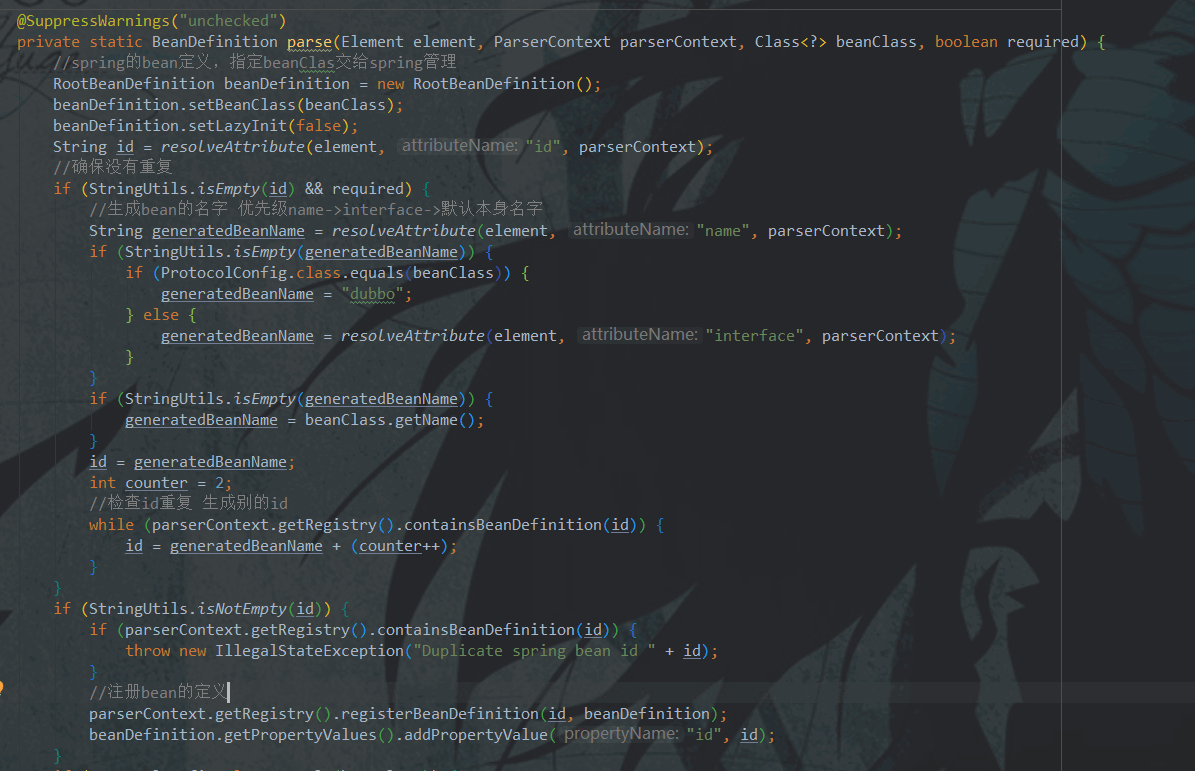 @SuppressWarnings("unchecked")
private static BeanDefinition parse(Element element, ParserContext parserContext, Class<?> beanClass, boolean required) {
//spring的bean定义，指定beanClas交给spring管理
RootBeanDefinition beanDefinition = new RootBeanDefinition();
beanDefinition.setBeanClass(beanClass);
beanDefinition.setLazyInit(false);
String id = resolveAttribute(element, attributeName: "id", parserContext);
//确保没有重复
if (StringUtils.isEmpty(id) && required) {
//生成bean的名字 优先级name->interface->默认本身名字
String generatedBeanName = resolveAttribute(element, attributeName: "name", parserContext);
if (StringUtils.isEmpty(generatedBeanName)) {
if (ProtocolConfig.class.equals(beanClass)) {
generatedBeanName = "dubbo";
} else {
generatedBeanName = resolveAttribute(element, attributeName: "interface", parserContext);
}
}
if (StringUtils.isEmpty(generatedBeanName)) {
generatedBeanName = beanClass.getName();
}
id = generatedBeanName;
int counter = 2;
//检查id重复 生成别的id
while (parserContext.getRegistry().containsBeanDefinition(id)) {
id = generatedBeanName + (counter++);
}
}
if (StringUtils.isNotEmpty(id)) {
if (parserContext.getRegistry().containsBeanDefinition(id)) {
throw new IllegalStateException("Duplicate spring bean id " + id);
}
//注册bean的定义
parserContext.getRegistry().registerBeanDefinition(id, beanDefinition);
beanDefinition.getPropertyValues().addPropertyValue( propertyName: "id", id);
}